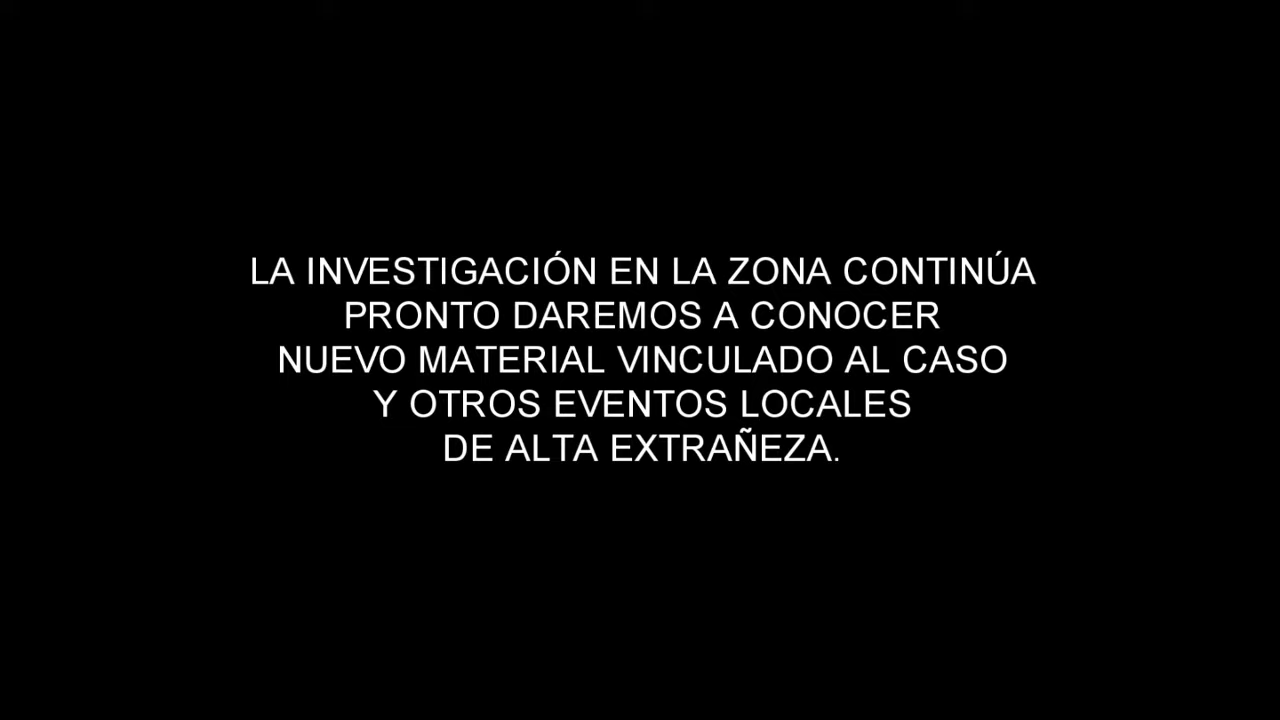 LA INVESTIGACIÓN EN LA ZONA CONTINÚA
PRONTO DAREMOS A CONOCER
NUEVO MATERIAL VINCULADO AL CASO
Y OTROS EVENTOS LOCALES
DE ALTA EXTRAÑEZA.